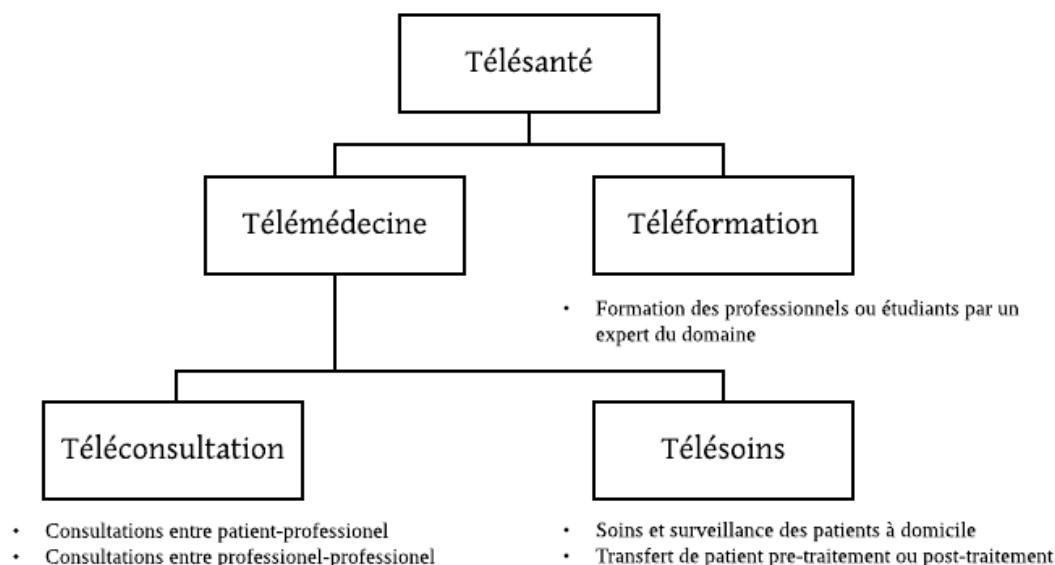 Télésanté
Télémédecine
Téléformation
• Formation des professionnels ou étudiants par un
expert du domaine
Téléconsultation
Télésoins
• Consultations entre patient-professionel
• Consultations entre professionel-professionel
• Soins et surveillance des patients à domicile
• Transfert de patient pre-traitement ou post-traitement